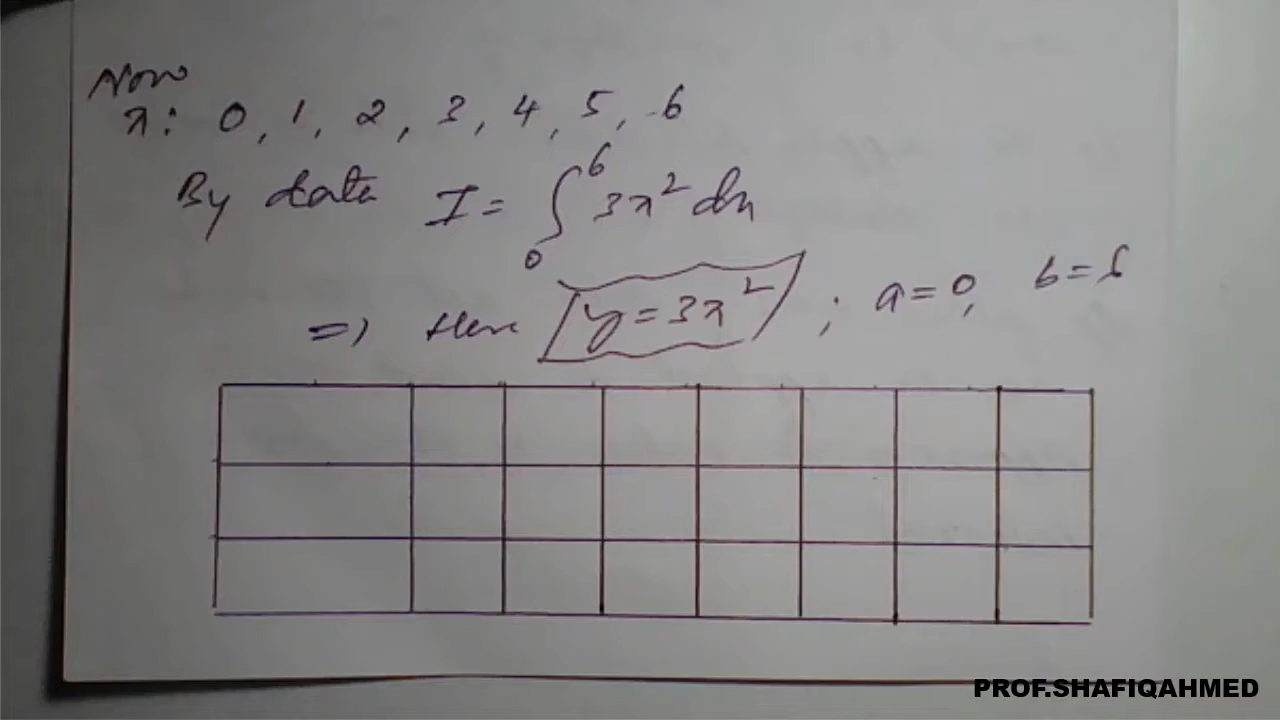 Now
x: 0, 1, 2, 3, 4, 5, 6
By data I = ∫₀⁶ 3x² dx
⇒ Here y = 3x² ; a = 0, b = 6
PROF.SHAFIQAHMED